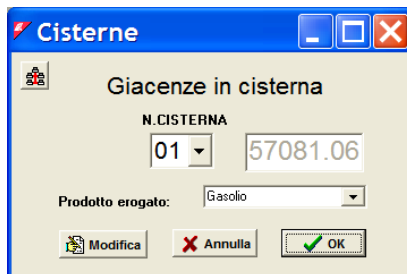 Cisterne
Giacenze in cisterna
N.CISTERNA
01 57081.06
Prodotto erogato: Gasolio
Modifica Annulla OK